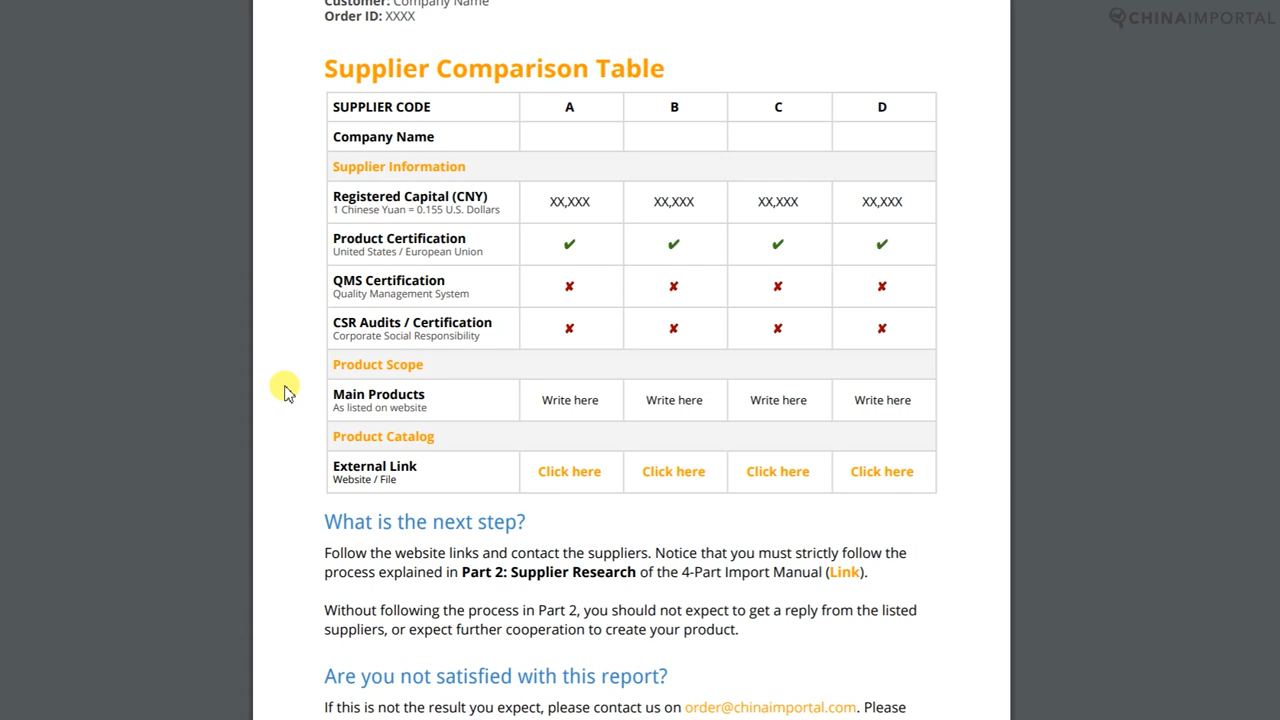 Customer: Company Name
Order ID: XXXX
CHINAIMPORTAL
Supplier Comparison Table
SUPPLIER CODE A B C D
Company Name
Supplier Information
Registered Capital (CNY) XX,XXX XX,XXX XX,XXX XX,XXX
1 Chinese Yuan = 0.155 U.S. Dollars
Product Certification ✔ ✔ ✔ ✔
United States / European Union
QMS Certification ✘ ✘ ✘ ✘
Quality Management System
CSR Audits / Certification ✘ ✘ ✘ ✘
Corporate Social Responsibility
Product Scope
Main Products Write here Write here Write here Write here
As listed on website
Product Catalog
External Link Click here Click here Click here Click here
Website / File
What is the next step?
Follow the website links and contact the suppliers. Notice that you must strictly follow the
process explained in Part 2: Supplier Research of the 4-Part Import Manual (Link).
Without following the process in Part 2, you should not expect to get a reply from the listed
suppliers, or expect further cooperation to create your product.
Are you not satisfied with this report?
If this is not the result you expect, please contact us on order@chinaimportal.com. Please